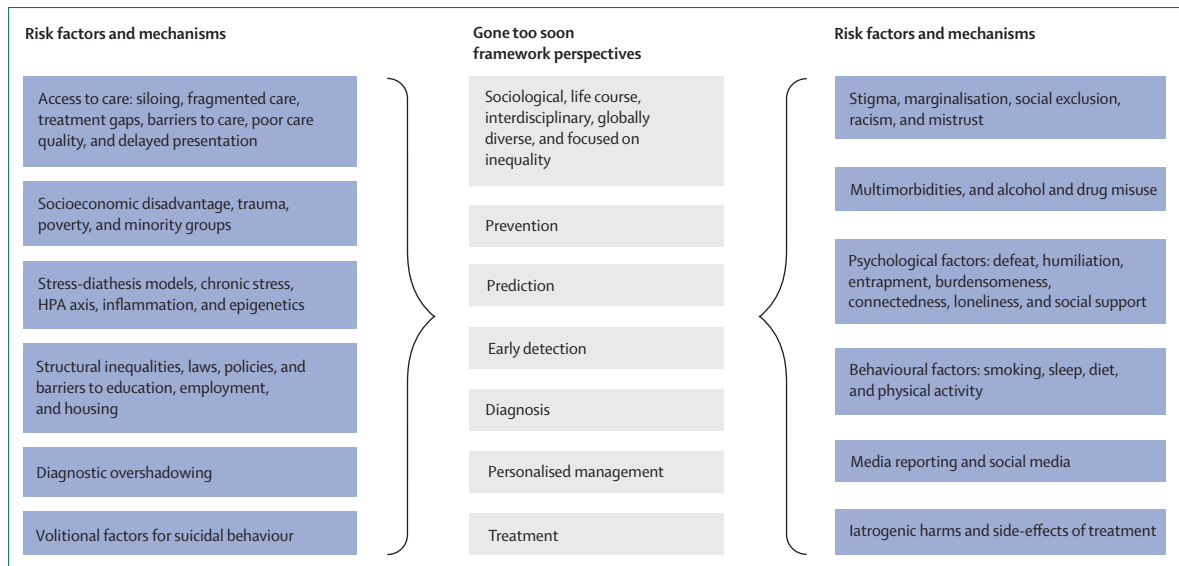 Risk factors and mechanisms
Access to care: siloing, fragmented care,
treatment gaps, barriers to care, poor care
quality, and delayed presentation
Socioeconomic disadvantage, trauma,
poverty, and minority groups
Stress-diathesis models, chronic stress,
HPA axis, inflammation, and epigenetics
Structural inequalities, laws, policies, and
barriers to education, employment,
and housing
Diagnostic overshadowing
Volitional factors for suicidal behaviour
Gone too soon
framework perspectives
Sociological, life course,
interdisciplinary, globally
diverse, and focused on
inequality
Prevention
Prediction
Early detection
Diagnosis
Personalised management
Treatment
Risk factors and mechanisms
Stigma, marginalisation, social exclusion,
racism, and mistrust
Multimorbidities, and alcohol and drug misuse
Psychological factors: defeat, humiliation,
entrapment, burdensomeness,
connectedness, loneliness, and social support
Behavioural factors: smoking, sleep, diet,
and physical activity
Media reporting and social media
Iatrogenic harms and side-effects of treatment